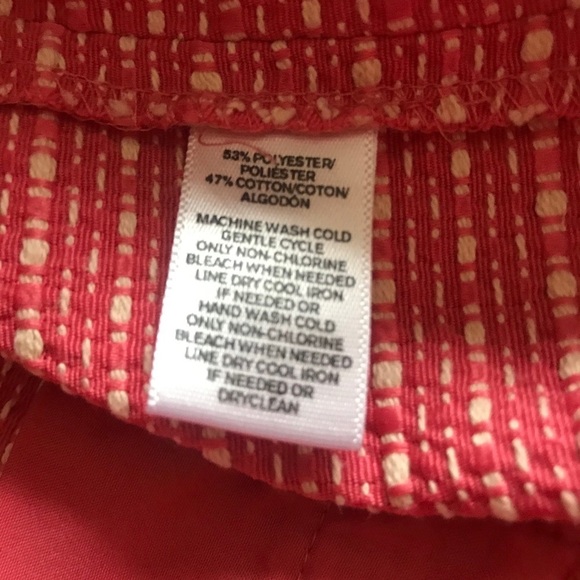 53% POLYESTER/
POLIÉSTER
47% COTTON/COTON/
ALGODÓN
MACHINE WASH COLD
GENTLE CYCLE
ONLY NON-CHLORINE
BLEACH WHEN NEEDED
LINE DRY COOL IRON
IF NEEDED OR
HAND WASH COLD
ONLY NON-CHLORINE
BLEACH WHEN NEEDED
LINE DRY COOL IRON
IF NEEDED OR
DRYCLEAN